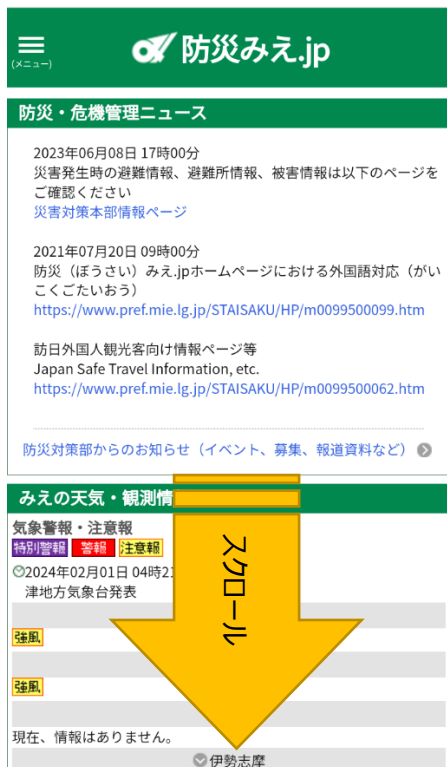 (メニュー)
防災みえ.jp
防災・危機管理ニュース
2023年06月08日 17時00分
災害発生時の避難情報、避難所情報、被害情報は以下のページを
ご確認ください
災害対策本部情報ページ
2021年07月20日 09時00分
防災（ぼうさい）みえ.jpホームページにおける外国語対応（がい
こくごたいおう）
https://www.pref.mie.lg.jp/STAISAKU/HP/m0099500099.htm
訪日外国人観光客向け情報ページ等
Japan Safe Travel Information, etc.
https://www.pref.mie.lg.jp/STAISAKU/HP/m0099500062.htm
防災対策部からのお知らせ（イベント、募集、報道資料など）
みえの天気・観測情
気象警報・注意報
特別警報 警報 注意報
2024年02月01日 04時21
津地方気象台発表
スクロール
強風
強風
現在、情報はありません。
伊勢志摩